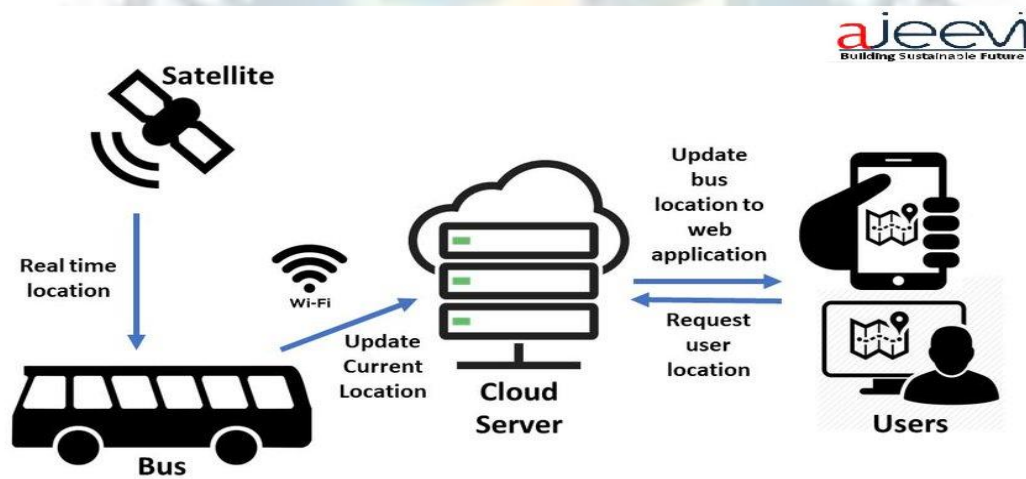 ajeevi
Building Sustainable Future
Satellite
Real time
location
Wi-Fi
Update
Current
Location
Bus
Cloud
Server
Update
bus
location to
web
application
Request
user
location
Users